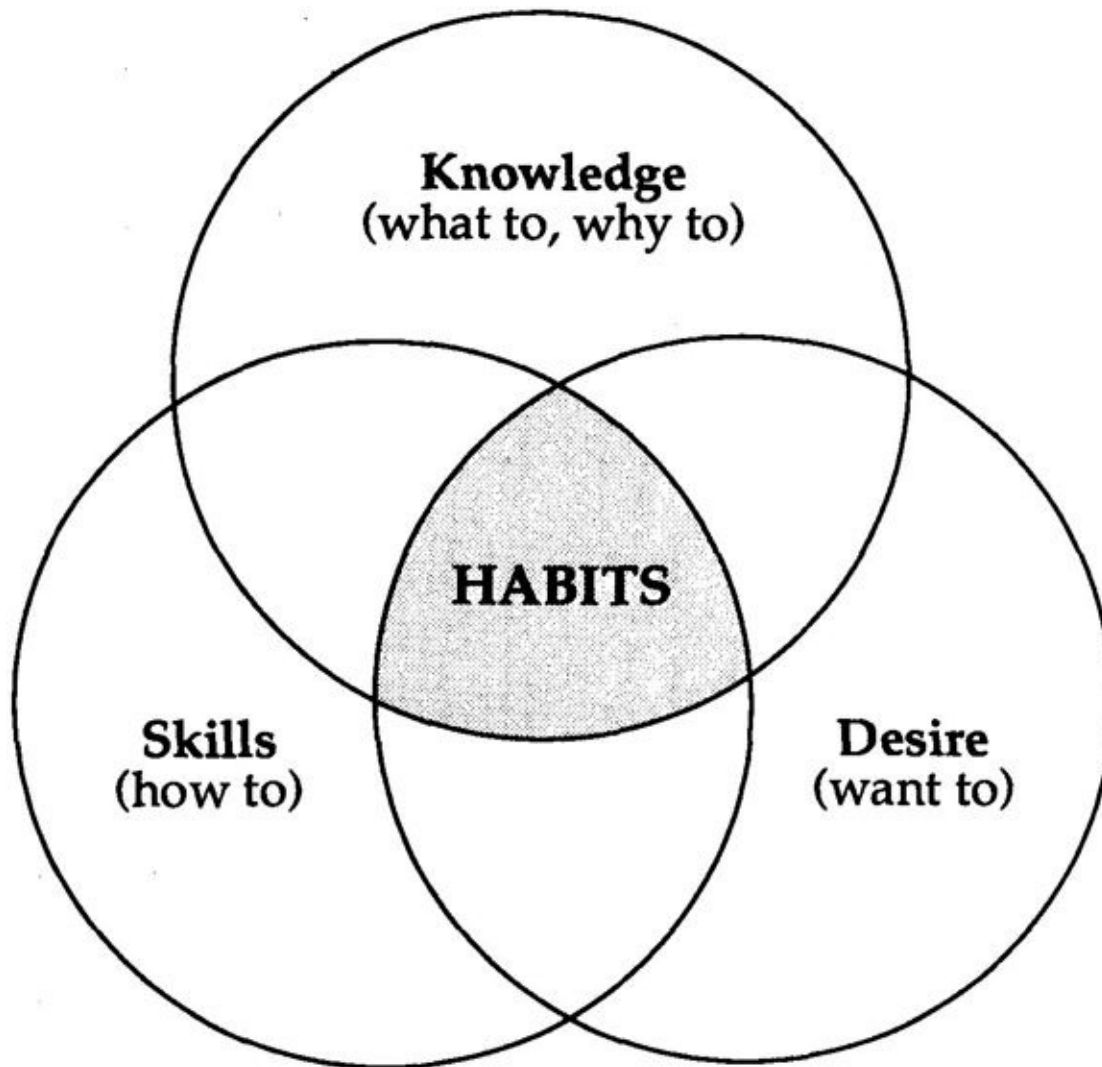 Knowledge
(what to, why to)
HABITS
Skills
(how to)
Desire
(want to)